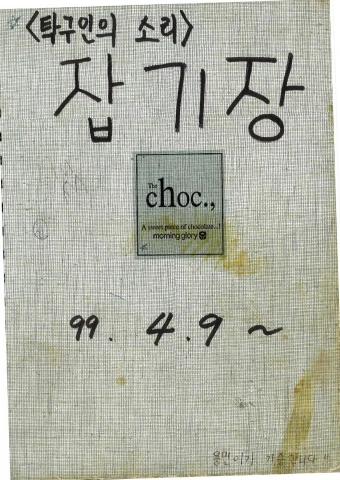 <탁구인의 소리>
잡기장
The
choc.,
A sweet piece of chocolate..!
morning glory
99. 4. 9 ~